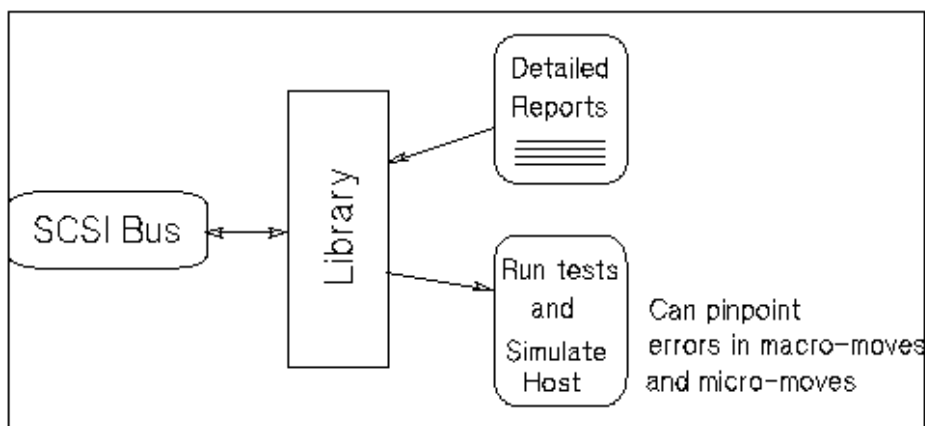 Detailed
Reports
SCSI Bus
Library
Run tests
and
Simulate
Host
Can pinpoint
errors in macro-moves
and micro-moves